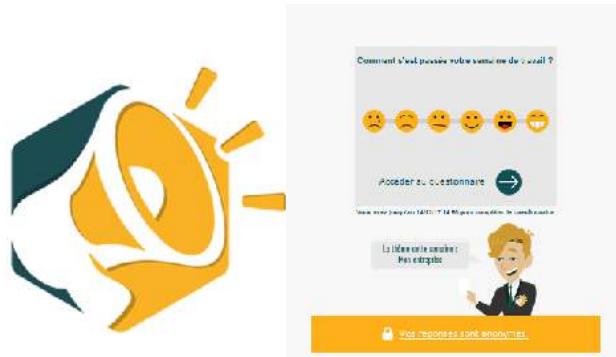 Comment s'est passée votre semaine de travail ?
Accéder au questionnaire
Le thème cette semaine :
Mon entreprise
Vos réponses sont anonymes.